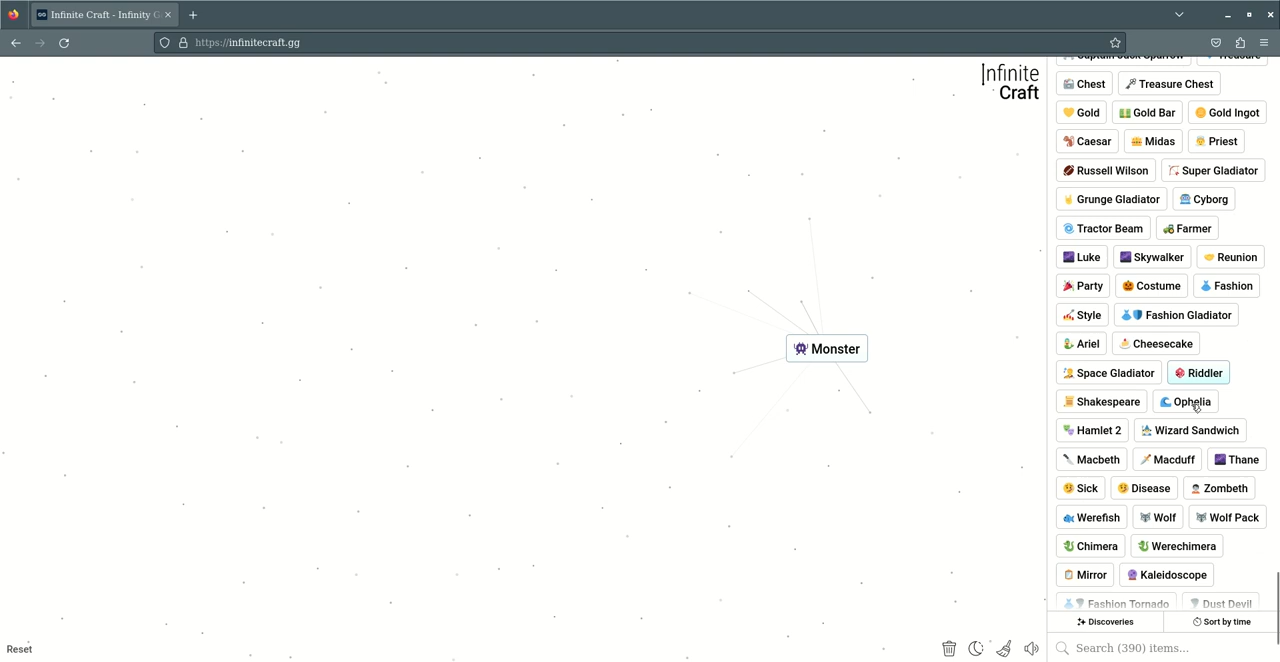 Infinite Craft - Infinity G
https://infinitecraft.gg
Infinite
Craft
Captain Jack Sparrow
Treasure
Chest
Treasure Chest
Gold
Gold Bar
Gold Ingot
Caesar
Midas
Priest
Russell Wilson
Super Gladiator
Grunge Gladiator
Cyborg
Tractor Beam
Farmer
Luke
Skywalker
Reunion
Party
Costume
Fashion
Style
Fashion Gladiator
Ariel
Cheesecake
Space Gladiator
Riddler
Shakespeare
Ophelia
Hamlet 2
Wizard Sandwich
Macbeth
Macduff
Thane
Sick
Disease
Zombeth
Werefish
Wolf
Wolf Pack
Chimera
Werechimera
Mirror
Kaleidoscope
Fashion Tornado
Dust Devil
Discoveries
Sort by time
Search (390) items...
Monster
Reset